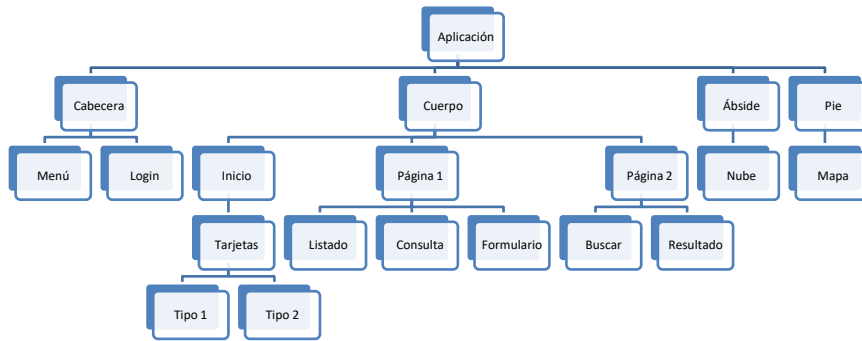 Aplicación
Cabecera
Cuerpo
Ábside
Pie
Menú
Login
Inicio
Página 1
Página 2
Nube
Mapa
Tarjetas
Listado
Consulta
Formulario
Buscar
Resultado
Tipo 1
Tipo 2